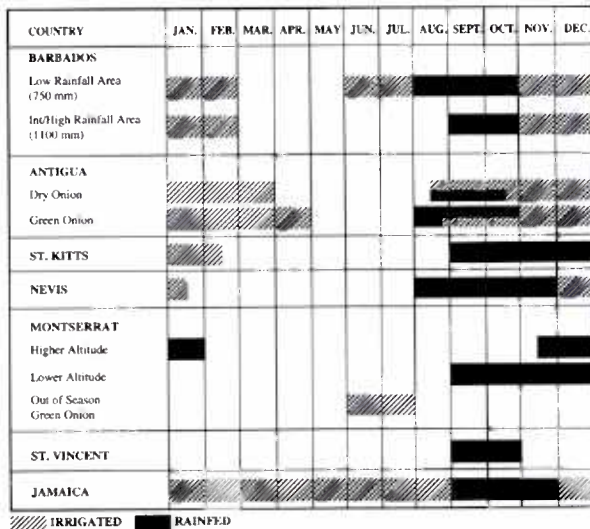 COUNTRY JAN. FEB. MAR. APR. MAY JUN. JUL. AUG. SEPT. OCT. NOV. DEC.
BARBADOS
Low Rainfall Area
(750 mm)
Int/High Rainfall Area
(1100 mm)
ANTIGUA
Dry Onion
Green Onion
ST. KITTS
NEVIS
MONTSERRAT
Higher Altitude
Lower Altitude
Out of Season
Green Onion
ST. VINCENT
JAMAICA
IRRIGATED RAINFED